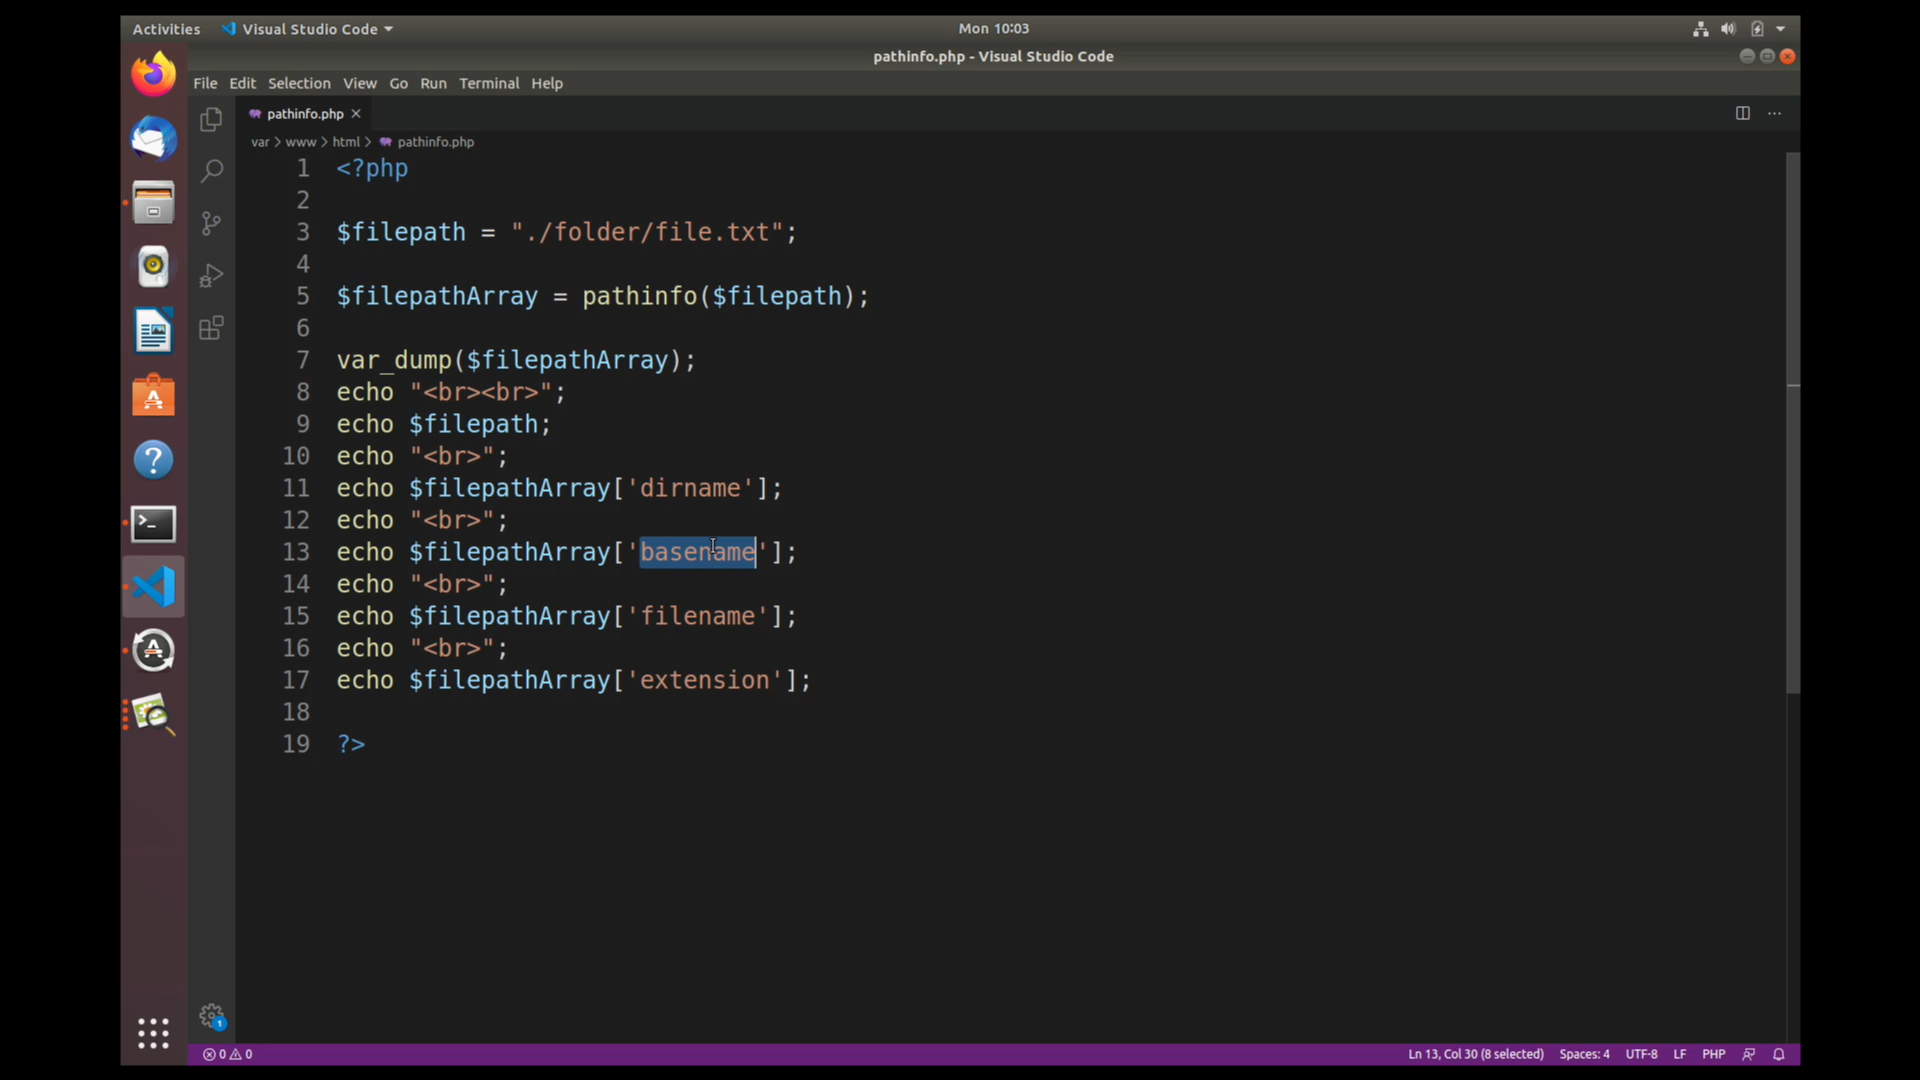 Activities
Visual Studio Code
Mon 10:03
pathinfo.php - Visual Studio Code
File Edit Selection View Go Run Terminal Help
pathinfo.php
var > www > html > pathinfo.php
1 <?php
2
3 $filepath = "./folder/file.txt";
4
5 $filepathArray = pathinfo($filepath);
6
7 var_dump($filepathArray);
8 echo "<br><br>";
9 echo $filepath;
10 echo "<br>";
11 echo $filepathArray['dirname'];
12 echo "<br>";
13 echo $filepathArray['basename'];
14 echo "<br>";
15 echo $filepathArray['filename'];
16 echo "<br>";
17 echo $filepathArray['extension'];
18
19 ?>
1
0 0
Ln 13, Col 30 (8 selected) Spaces: 4 UTF-8 LF PHP